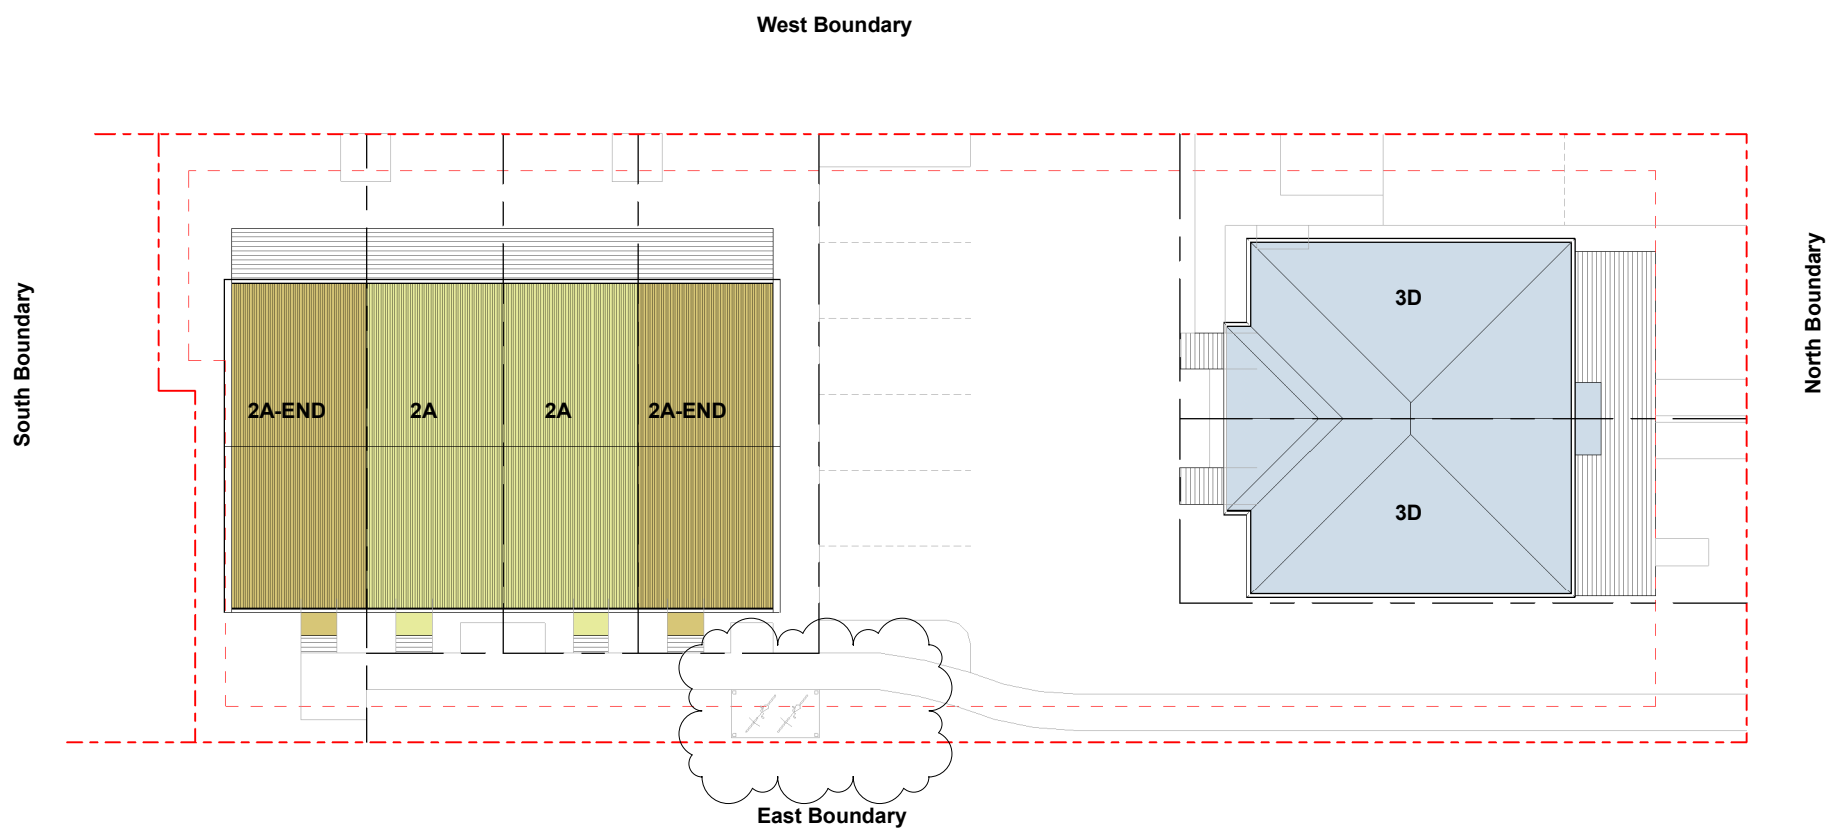 West Boundary
South Boundary
North Boundary
3D
2A-END
2A
2A
2A-END
3D
East Boundary